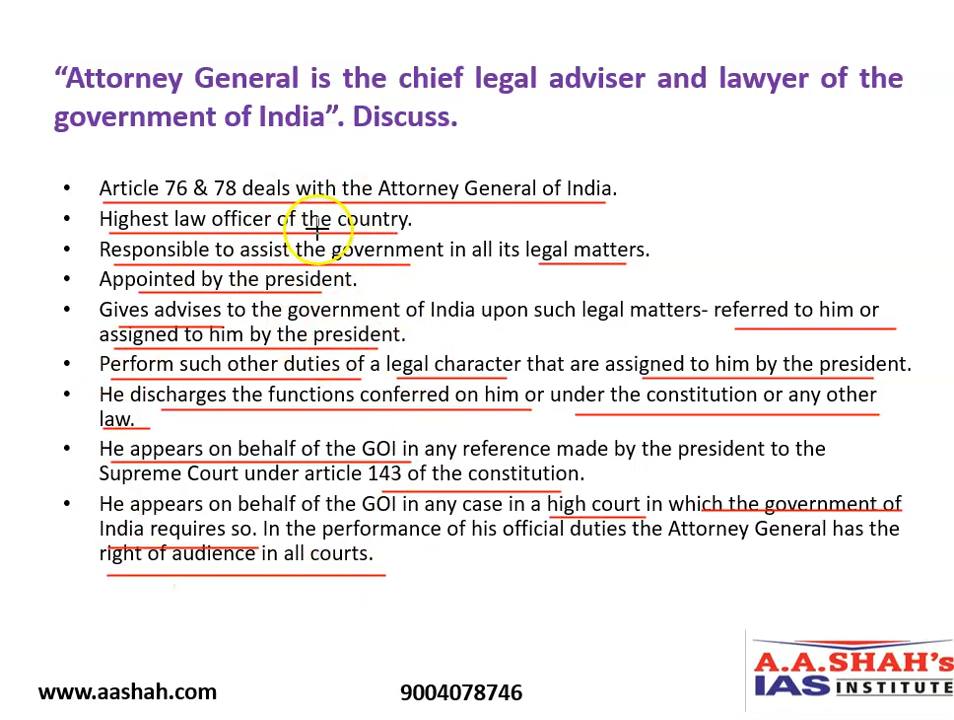 “Attorney General is the chief legal adviser and lawyer of the
government of India”. Discuss.
• Article 76 & 78 deals with the Attorney General of India.
• Highest law officer of the country.
• Responsible to assist the government in all its legal matters.
• Appointed by the president.
• Gives advises to the government of India upon such legal matters- referred to him or
assigned to him by the president.
• Perform such other duties of a legal character that are assigned to him by the president.
• He discharges the functions conferred on him or under the constitution or any other
law.
• He appears on behalf of the GOI in any reference made by the president to the
Supreme Court under article 143 of the constitution.
• He appears on behalf of the GOI in any case in a high court in which the government of
India requires so. In the performance of his official duties the Attorney General has the
right of audience in all courts.
www.aashah.com
9004078746
A.A.SHAH's
IAS INSTITUTE